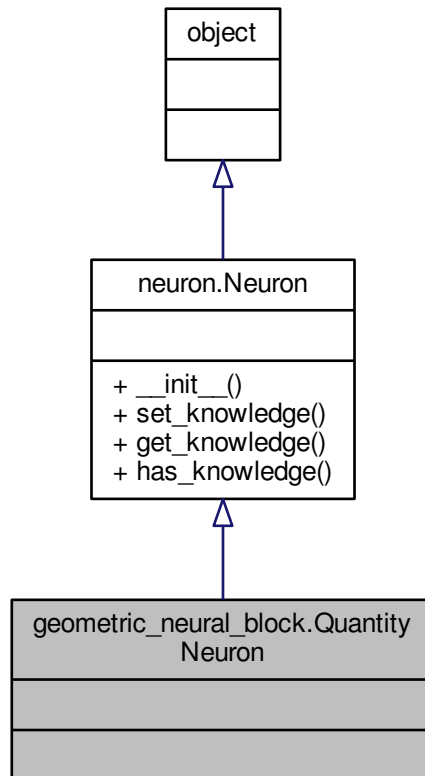 object
neuron.Neuron
+ __init__()
+ set_knowledge()
+ get_knowledge()
+ has_knowledge()
geometric_neural_block.Quantity
Neuron